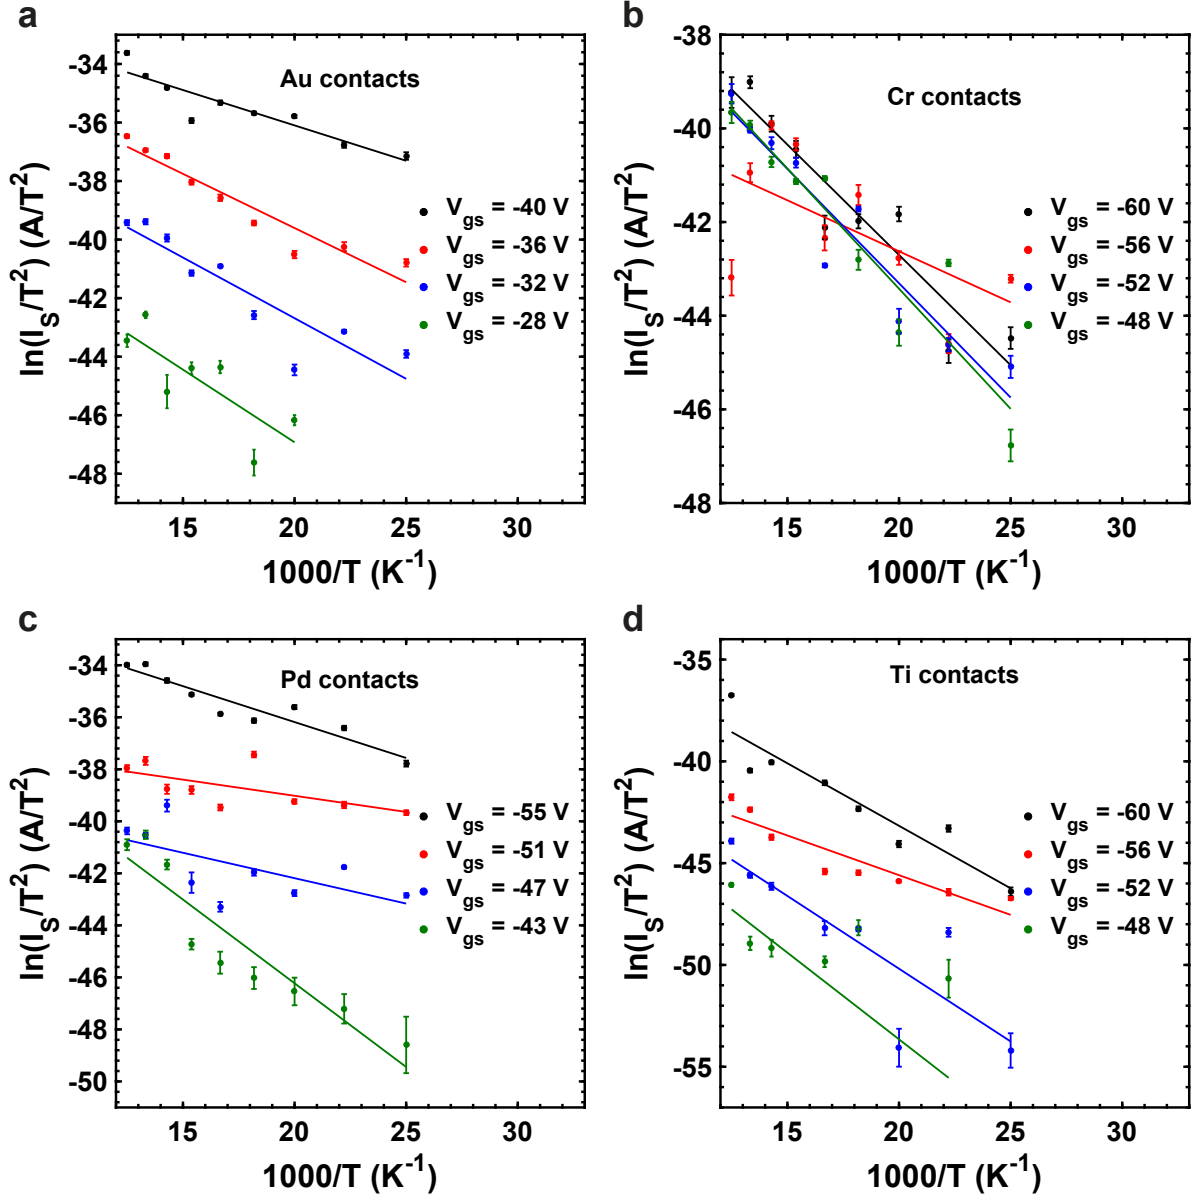 a
Au contacts
ln(I_S/T^2) (A/T^2)
-34
-36
-38
-40
-42
-44
-46
-48
V_gs = -40 V
V_gs = -36 V
V_gs = -32 V
V_gs = -28 V
15 20 25 30
1000/T (K^-1)
b
Cr contacts
ln(I_S/T^2) (A/T^2)
-38
-40
-42
-44
-46
-48
V_gs = -60 V
V_gs = -56 V
V_gs = -52 V
V_gs = -48 V
15 20 25 30
1000/T (K^-1)
c
Pd contacts
ln(I_S/T^2) (A/T^2)
-34
-36
-38
-40
-42
-44
-46
-48
-50
V_gs = -55 V
V_gs = -51 V
V_gs = -47 V
V_gs = -43 V
15 20 25 30
1000/T (K^-1)
d
Ti contacts
ln(I_S/T^2) (A/T^2)
-35
-40
-45
-50
-55
V_gs = -60 V
V_gs = -56 V
V_gs = -52 V
V_gs = -48 V
15 20 25 30
1000/T (K^-1)